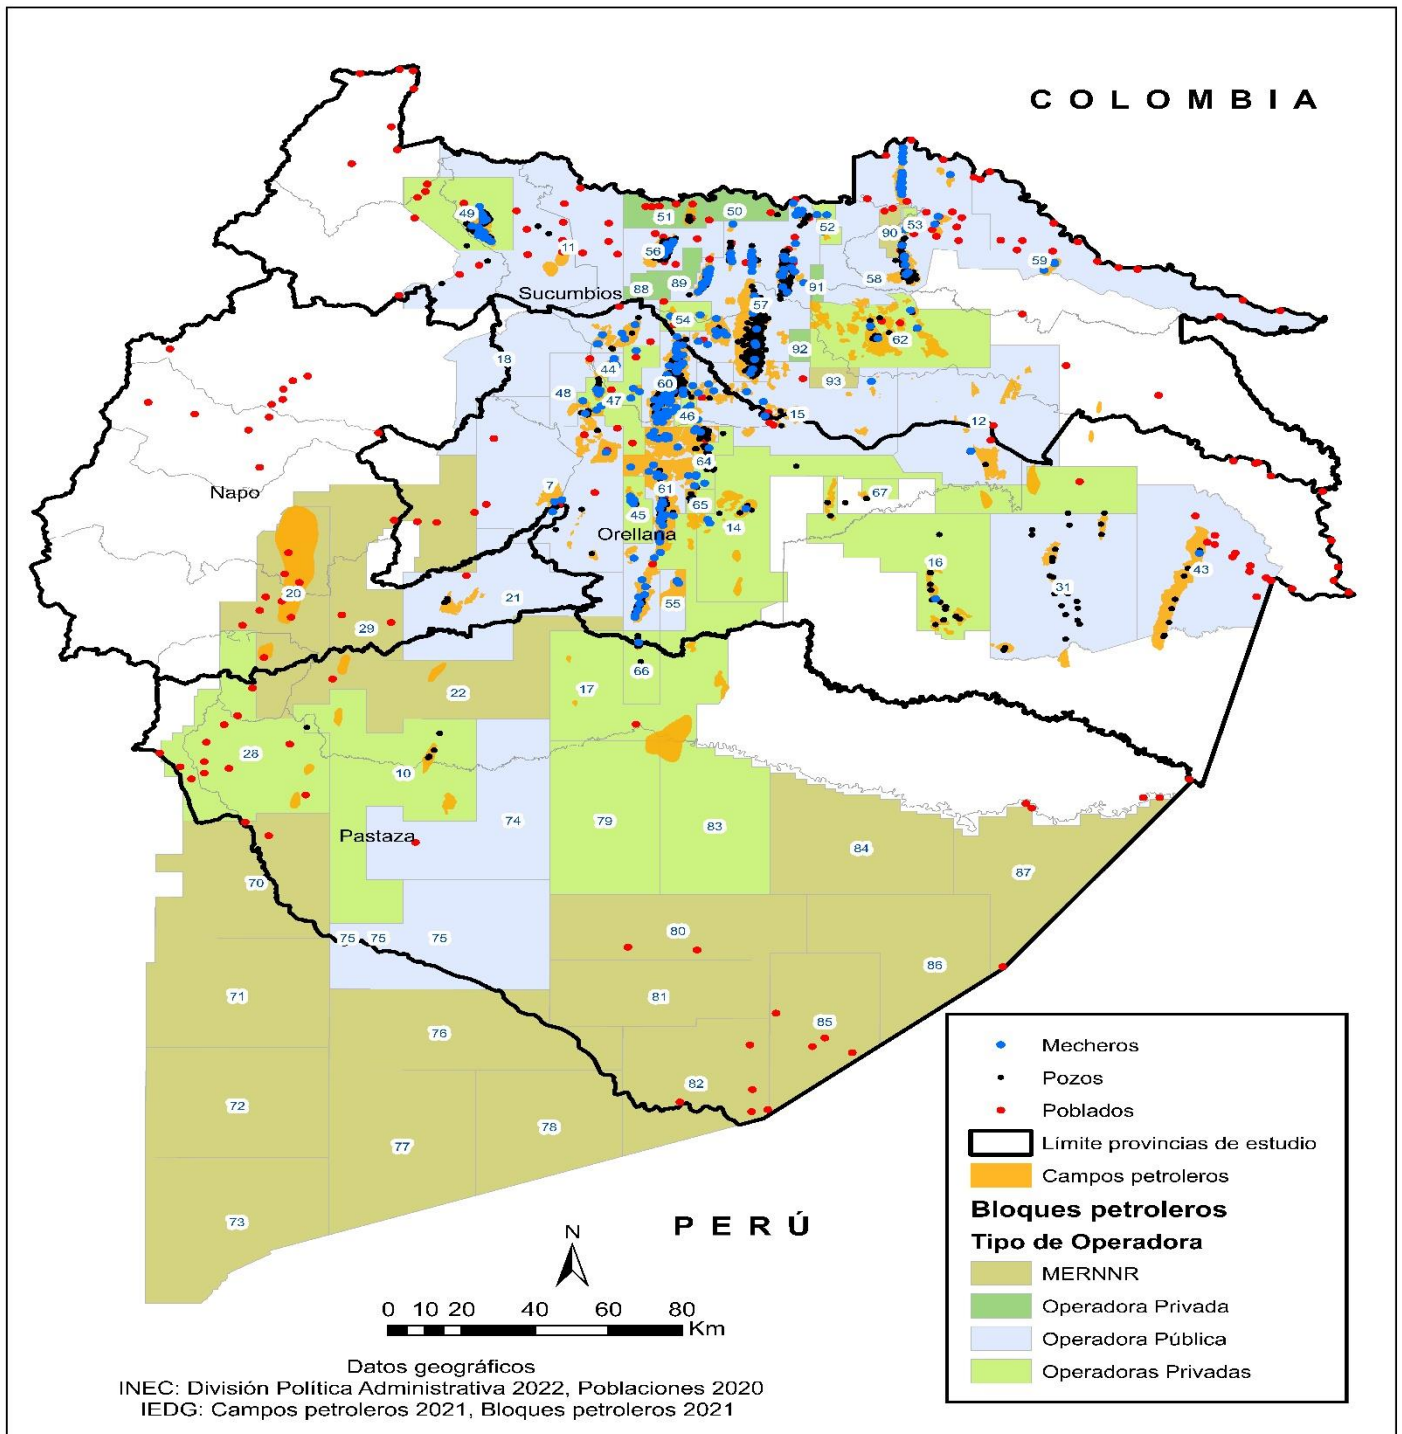 COLOMBIA
49
11
51
50
52
53
90
56
89
88
91
58
59
Sucumbios
54
57
92
62
93
18
44
48
47
60
46
15
12
Napo
7
64
61
65
45
Orellana
14
67
16
31
43
20
21
29
55
22
17
66
28
10
74
79
83
Pastaza
84
87
70
75
75
75
80
86
71
81
76
85
72
82
77
78
73
PERÚ
N
0 10 20 40 60 80
Km
Datos geográficos
INEC: División Política Administrativa 2022, Poblaciones 2020
IEDG: Campos petroleros 2021, Bloques petroleros 2021
Mecheros
Pozos
Poblados
Límite provincias de estudio
Campos petroleros
Bloques petroleros
Tipo de Operadora
MERNNR
Operadora Privada
Operadora Pública
Operadoras Privadas